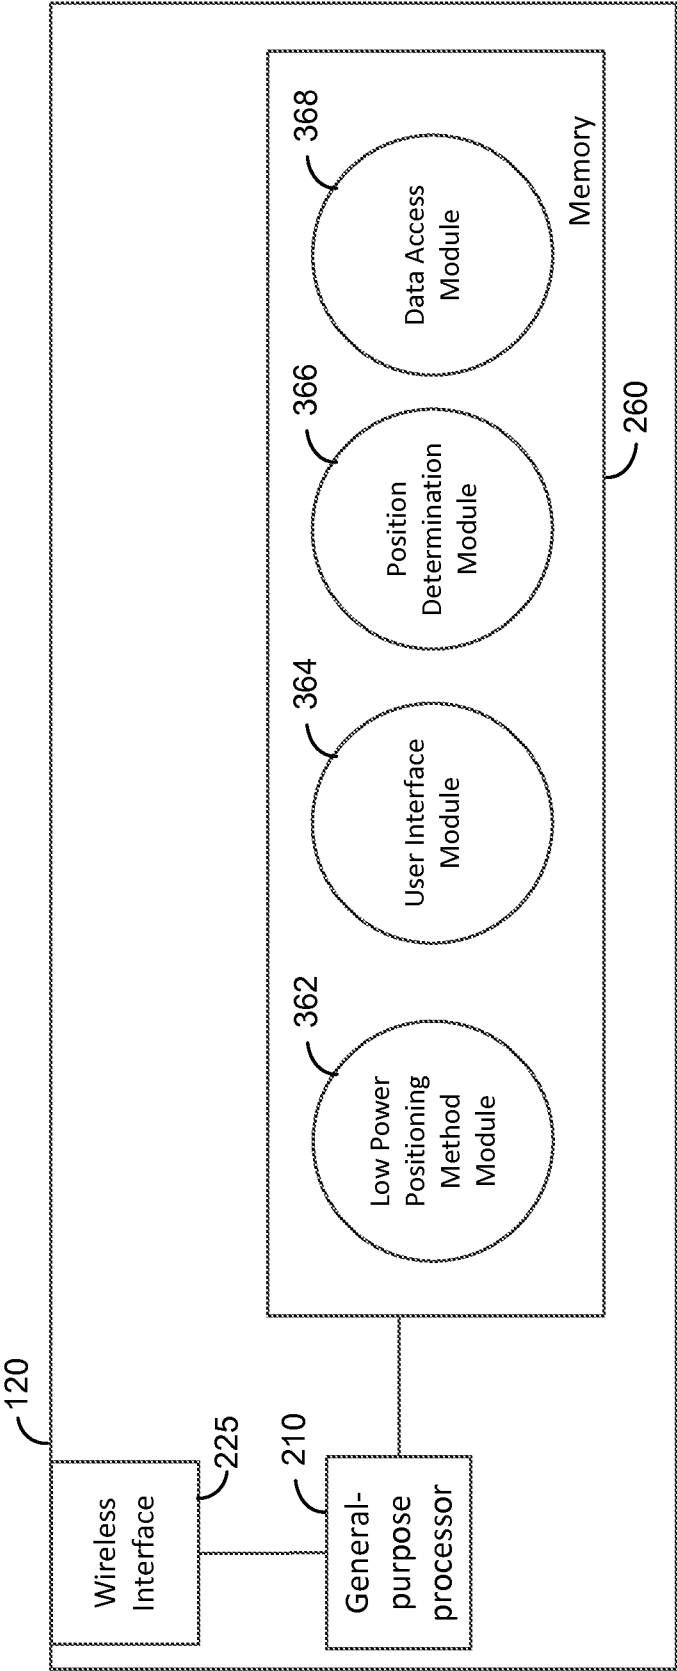 120
Wireless
Interface
225
210
General-
purpose
processor
362
Low Power
Positioning
Method
Module
364
User Interface
Module
366
Position
Determination
Module
368
Data Access
Module
Memory
260